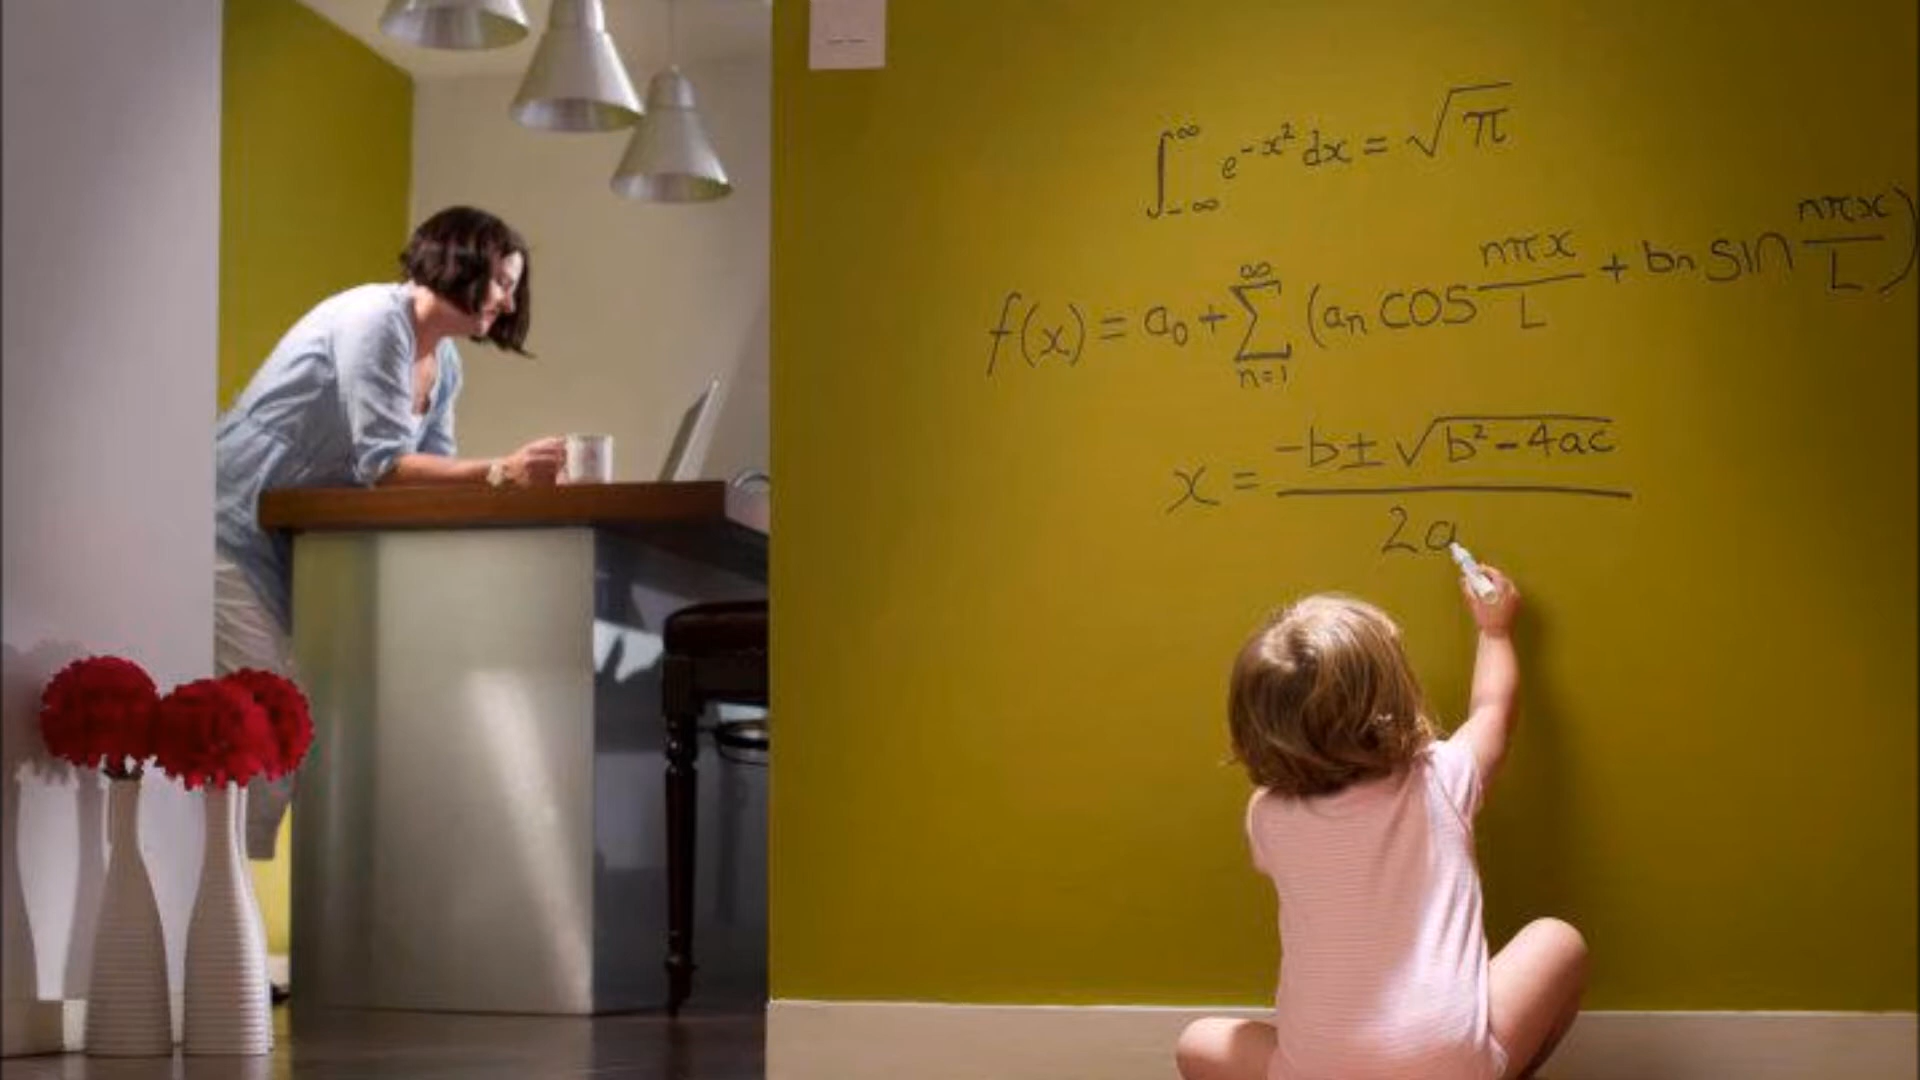 ∫_{-∞}^{∞} e^{-x²} dx = √π
f(x) = a₀ + ∑_{n=1}^{∞} (aₙ cos nπx/L + bₙ sin nπx/L)
x = (-b ± √(b² - 4ac))/2a